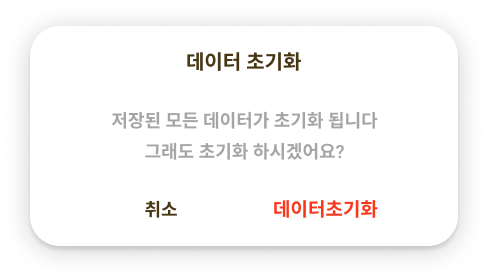 데이터 초기화
저장된 모든 데이터가 초기화 됩니다
그래도 초기화 하시겠어요?
취소 데이터초기화